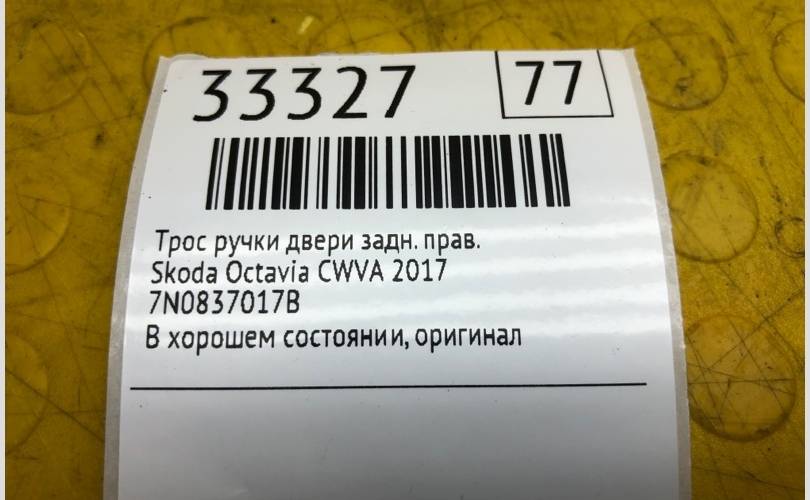 33327
77
Трос ручки двери задн. прав.
Skoda Octavia CWVA 2017
7N0837017B
В хорошем состоянии, оригинал